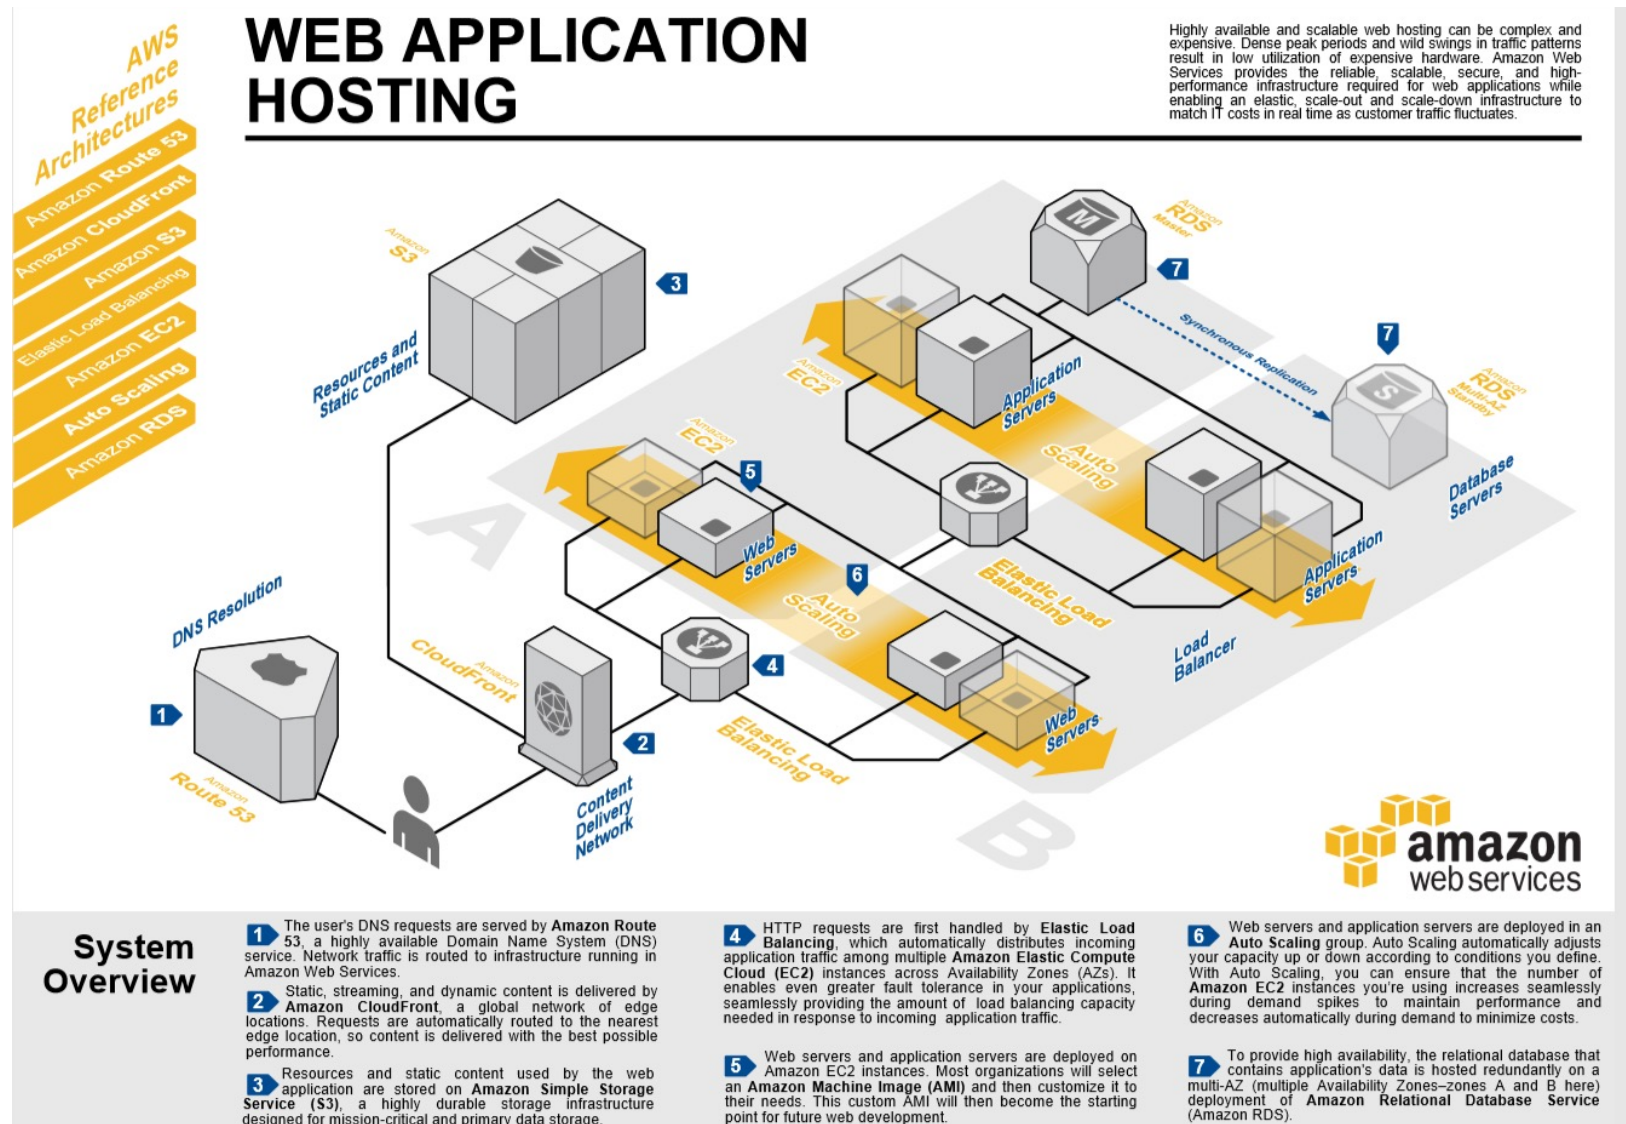 AWS
Reference
Architectures
Amazon Route 53
Amazon CloudFront
Amazon S3
Elastic Load Balancing
Amazon EC2
Auto Scaling
Amazon RDS
WEB APPLICATION
HOSTING
Highly available and scalable web hosting can be complex and
expensive. Dense peak periods and wild swings in traffic patterns
result in low utilization of expensive hardware. Amazon Web
Services provides the reliable, scalable, secure, and high-
performance infrastructure required for web applications while
enabling an elastic, scale-out and scale-down infrastructure to
match IT costs in real time as customer traffic fluctuates.
Amazon
S3
3
Resources and
Static Content
M
Amazon
RDS
Master
7
Synchronous Replication
7
S
Amazon
RDS
Multi-AZ
Standby
Database
Servers
Amazon
EC2
Application
Servers
Auto
Scaling
Application
Servers
Amazon
EC2
5
Web
Servers
6
Auto
Scaling
Elastic Load
Balancing
Load
Balancer
A
DNS Resolution
1
Amazon
Route 53
Amazon
CloudFront
2
Content
Delivery
Network
4
Elastic Load
Balancing
Web
Servers
B
amazon
web services
System
Overview
1 The user's DNS requests are served by Amazon Route
53, a highly available Domain Name System (DNS)
service. Network traffic is routed to infrastructure running in
Amazon Web Services.
2 Static, streaming, and dynamic content is delivered by
Amazon CloudFront, a global network of edge
locations. Requests are automatically routed to the nearest
edge location, so content is delivered with the best possible
performance.
3 Resources and static content used by the web
application are stored on Amazon Simple Storage
Service (S3), a highly durable storage infrastructure
designed for mission-critical and primary data storage.
4 HTTP requests are first handled by Elastic Load
Balancing, which automatically distributes incoming
application traffic among multiple Amazon Elastic Compute
Cloud (EC2) instances across Availability Zones (AZs). It
enables even greater fault tolerance in your applications,
seamlessly providing the amount of load balancing capacity
needed in response to incoming application traffic.
5 Web servers and application servers are deployed on
Amazon EC2 instances. Most organizations will select
an Amazon Machine Image (AMI) and then customize it to
their needs. This custom AMI will then become the starting
point for future web development.
6 Web servers and application servers are deployed in an
Auto Scaling group. Auto Scaling automatically adjusts
your capacity up or down according to conditions you define.
With Auto Scaling, you can ensure that the number of
Amazon EC2 instances you're using increases seamlessly
during demand spikes to maintain performance and
decreases automatically during demand to minimize costs.
7 To provide high availability, the relational database that
contains application's data is hosted redundantly on a
multi-AZ (multiple Availability Zones–zones A and B here)
deployment of Amazon Relational Database Service
(Amazon RDS).